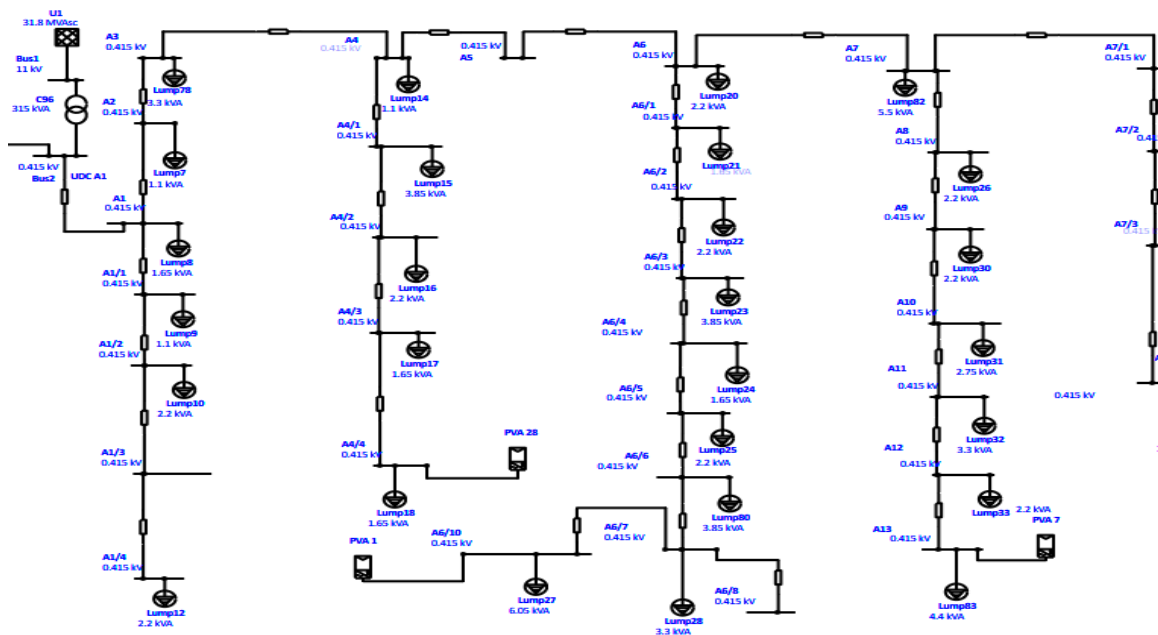 U1
31.8 MVAsc
Bus1
11 kV
C96
315 kVA
0.415 kV
Bus2
UDC A1
A3
0.415 kV
Lump78
3.3 kVA
A2
0.415 kV
Lump7
1.1 kVA
A1
0.415 kV
Lump8
1.65 kVA
A1/1
0.415 kV
Lump9
1.1 kVA
A1/2
0.415 kV
Lump10
2.2 kVA
A1/3
0.415 kV
A1/4
0.415 kV
Lump12
2.2 kVA
A4
0.415 kV
Lump14
1.1 kVA
A4/1
0.415 kV
Lump15
3.85 kVA
A4/2
0.415 kV
Lump16
2.2 kVA
A4/3
0.415 kV
Lump17
1.65 kVA
A4/4
0.415 kV
Lump18
1.65 kVA
PVA 28
0.415 kV
A5
A6
0.415 kV
Lump20
2.2 kVA
A6/1
0.415 kV
Lump21
1.65 kVA
A6/2
0.415 kV
Lump22
2.2 kVA
A6/3
0.415 kV
Lump23
3.85 kVA
A6/4
0.415 kV
Lump24
1.65 kVA
A6/5
0.415 kV
Lump25
2.2 kVA
A6/6
0.415 kV
Lump80
3.85 kVA
A6/7
0.415 kV
Lump28
3.3 kVA
A6/8
0.415 kV
A6/10
0.415 kV
PVA 1
Lump27
6.05 kVA
A7
0.415 kV
Lump82
5.5 kVA
A8
0.415 kV
Lump26
2.2 kVA
A9
0.415 kV
Lump30
2.2 kVA
A10
0.415 kV
Lump31
2.75 kVA
A11
0.415 kV
Lump32
3.3 kVA
A12
0.415 kV
Lump33
2.2 kVA
A13
0.415 kV
Lump83
4.4 kVA
PVA 7
A7/1
0.415 kV
A7/2
A7/3
0.415 kV
0.415 kV